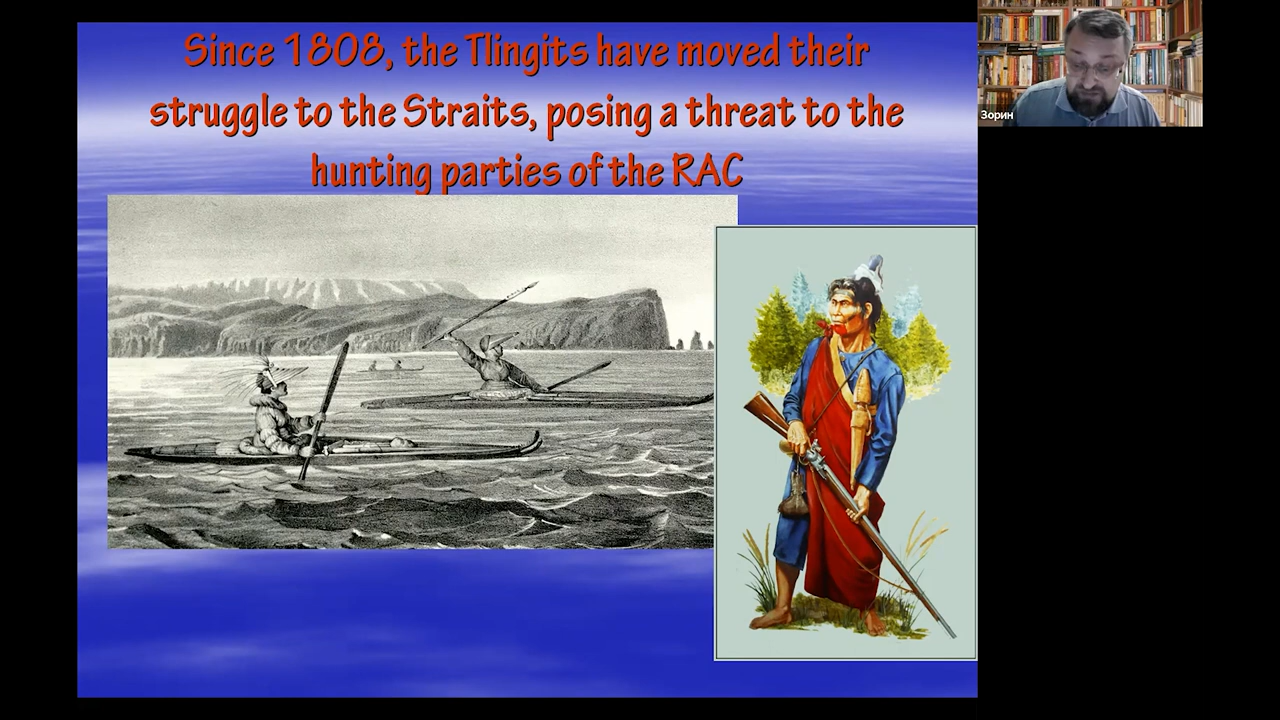 Since 1808, the Tlingits have moved their
struggle to the Straits, posing a threat to the
hunting parties of the RAC
Зорин